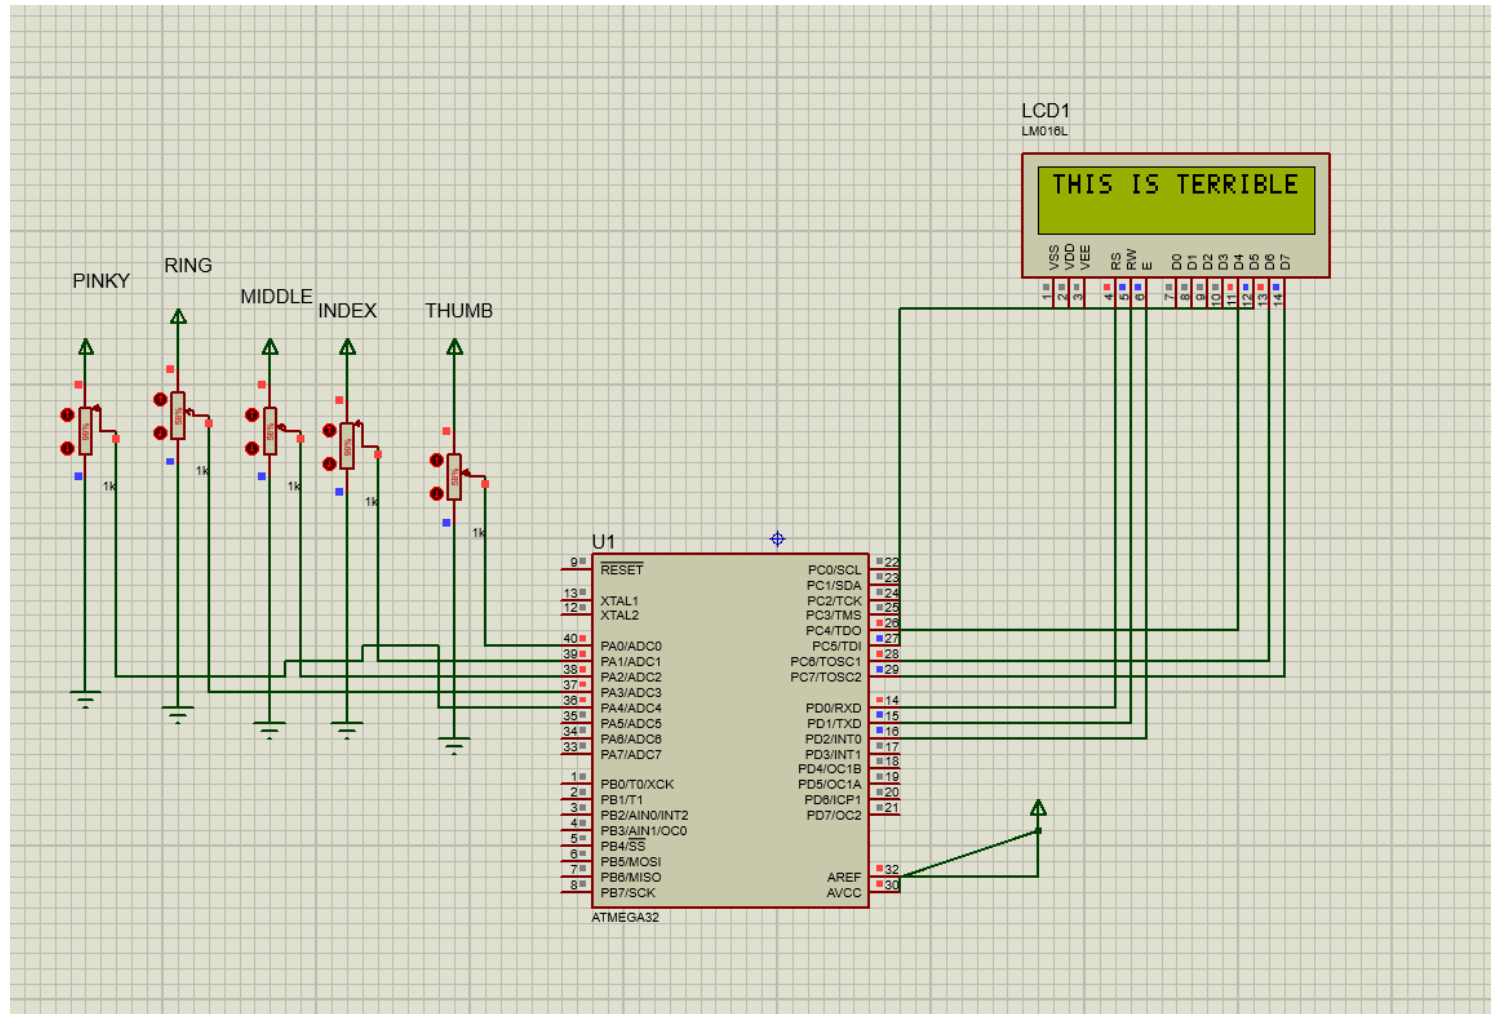 LCD1
LM016L
THIS IS TERRIBLE
VSS
VDD
VEE
RS
RW
E
D0
D1
D2
D3
D4
D5
D6
D7
1
2
3
4
5
6
7
8
9
10
11
12
13
14
PINKY
RING
MIDDLE
INDEX
THUMB
1k
1k
1k
1k
1k
U1
9 RESET
13 XTAL1
12 XTAL2
40 PA0/ADC0
39 PA1/ADC1
38 PA2/ADC2
37 PA3/ADC3
36 PA4/ADC4
35 PA5/ADC5
34 PA6/ADC6
33 PA7/ADC7
1 PB0/T0/XCK
2 PB1/T1
3 PB2/AIN0/INT2
4 PB3/AIN1/OC0
5 PB4/SS
6 PB5/MOSI
7 PB6/MISO
8 PB7/SCK
PC0/SCL 22
PC1/SDA 23
PC2/TCK 24
PC3/TMS 25
PC4/TDO 26
PC5/TDI 27
PC6/TOSC1 28
PC7/TOSC2 29
PD0/RXD 14
PD1/TXD 15
PD2/INT0 16
PD3/INT1 17
PD4/OC1B 18
PD5/OC1A 19
PD6/ICP1 20
PD7/OC2 21
AREF 32
AVCC 30
ATMEGA32